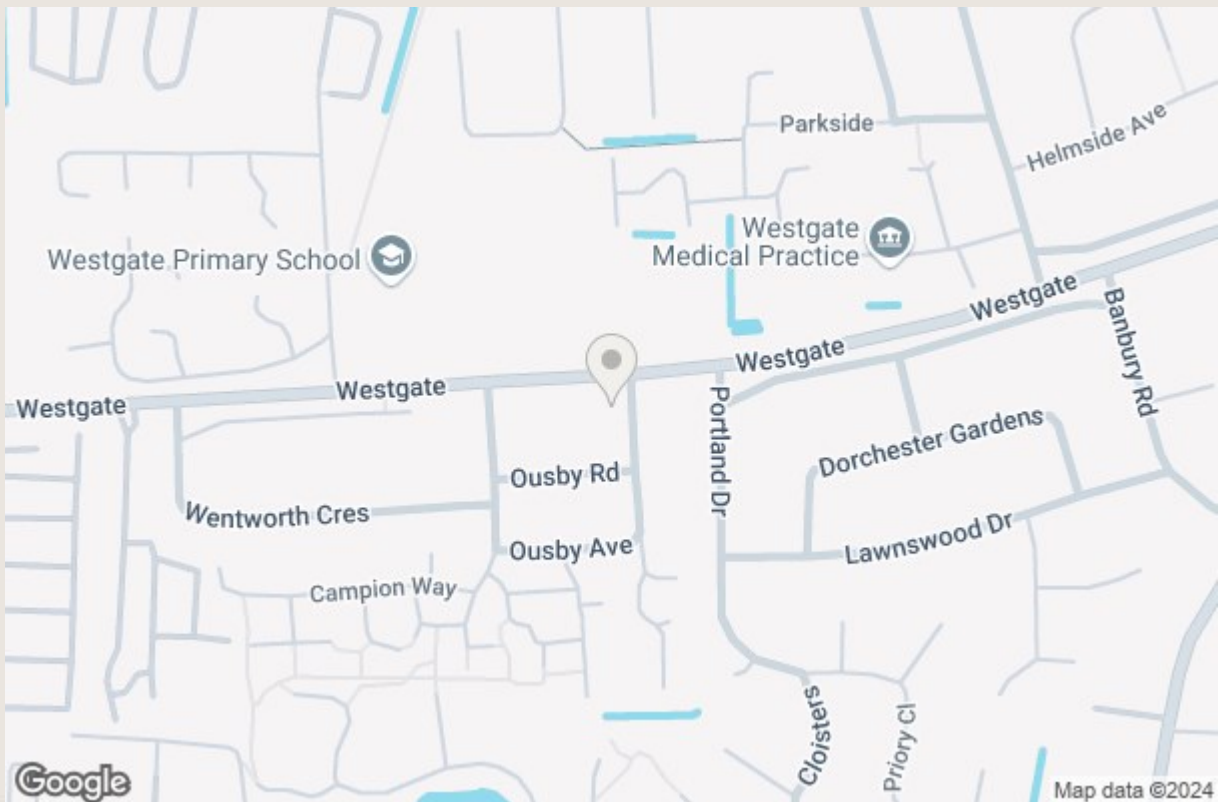 Parkside
Helmside Ave
Westgate
Medical Practice
Westgate Primary School
Westgate
Westgate
Westgate
Westgate
Banbury Rd
Portland Dr
Dorchester Gardens
Ousby Rd
Wentworth Cres
Lawnswood Dr
Ousby Ave
Campion Way
Cloisters
Priory Cl
Google
Map data ©2024